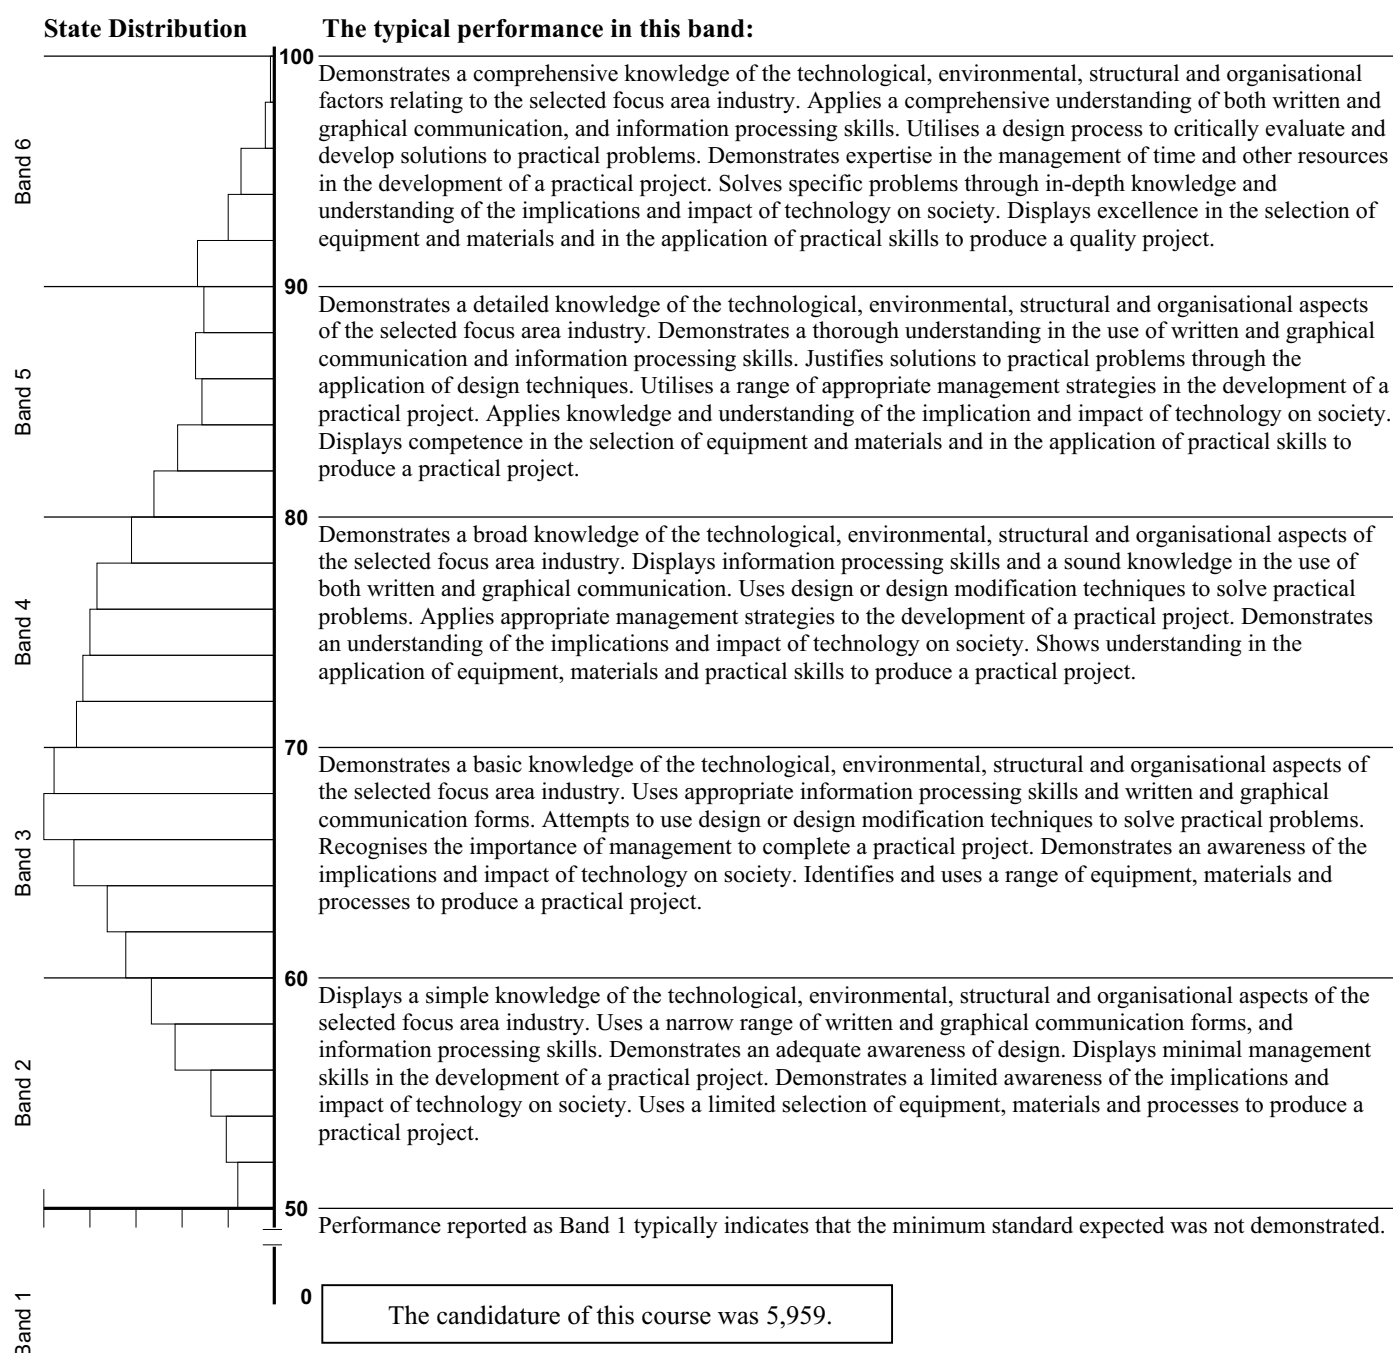 State Distribution
The typical performance in this band:
100
Band 6
Demonstrates a comprehensive knowledge of the technological, environmental, structural and organisational
factors relating to the selected focus area industry. Applies a comprehensive understanding of both written and
graphical communication, and information processing skills. Utilises a design process to critically evaluate and
develop solutions to practical problems. Demonstrates expertise in the management of time and other resources
in the development of a practical project. Solves specific problems through in-depth knowledge and
understanding of the implications and impact of technology on society. Displays excellence in the selection of
equipment and materials and in the application of practical skills to produce a quality project.
90
Band 5
Demonstrates a detailed knowledge of the technological, environmental, structural and organisational aspects
of the selected focus area industry. Demonstrates a thorough understanding in the use of written and graphical
communication and information processing skills. Justifies solutions to practical problems through the
application of design techniques. Utilises a range of appropriate management strategies in the development of a
practical project. Applies knowledge and understanding of the implication and impact of technology on society.
Displays competence in the selection of equipment and materials and in the application of practical skills to
produce a practical project.
80
Band 4
Demonstrates a broad knowledge of the technological, environmental, structural and organisational aspects of
the selected focus area industry. Displays information processing skills and a sound knowledge in the use of
both written and graphical communication. Uses design or design modification techniques to solve practical
problems. Applies appropriate management strategies to the development of a practical project. Demonstrates
an understanding of the implications and impact of technology on society. Shows understanding in the
application of equipment, materials and practical skills to produce a practical project.
70
Band 3
Demonstrates a basic knowledge of the technological, environmental, structural and organisational aspects of
the selected focus area industry. Uses appropriate information processing skills and written and graphical
communication forms. Attempts to use design or design modification techniques to solve practical problems.
Recognises the importance of management to complete a practical project. Demonstrates an awareness of the
implications and impact of technology on society. Identifies and uses a range of equipment, materials and
processes to produce a practical project.
60
Band 2
Displays a simple knowledge of the technological, environmental, structural and organisational aspects of the
selected focus area industry. Uses a narrow range of written and graphical communication forms, and
information processing skills. Demonstrates an adequate awareness of design. Displays minimal management
skills in the development of a practical project. Demonstrates a limited awareness of the implications and
impact of technology on society. Uses a limited selection of equipment, materials and processes to produce a
practical project.
50
Performance reported as Band 1 typically indicates that the minimum standard expected was not demonstrated.
0
Band 1
The candidature of this course was 5,959.